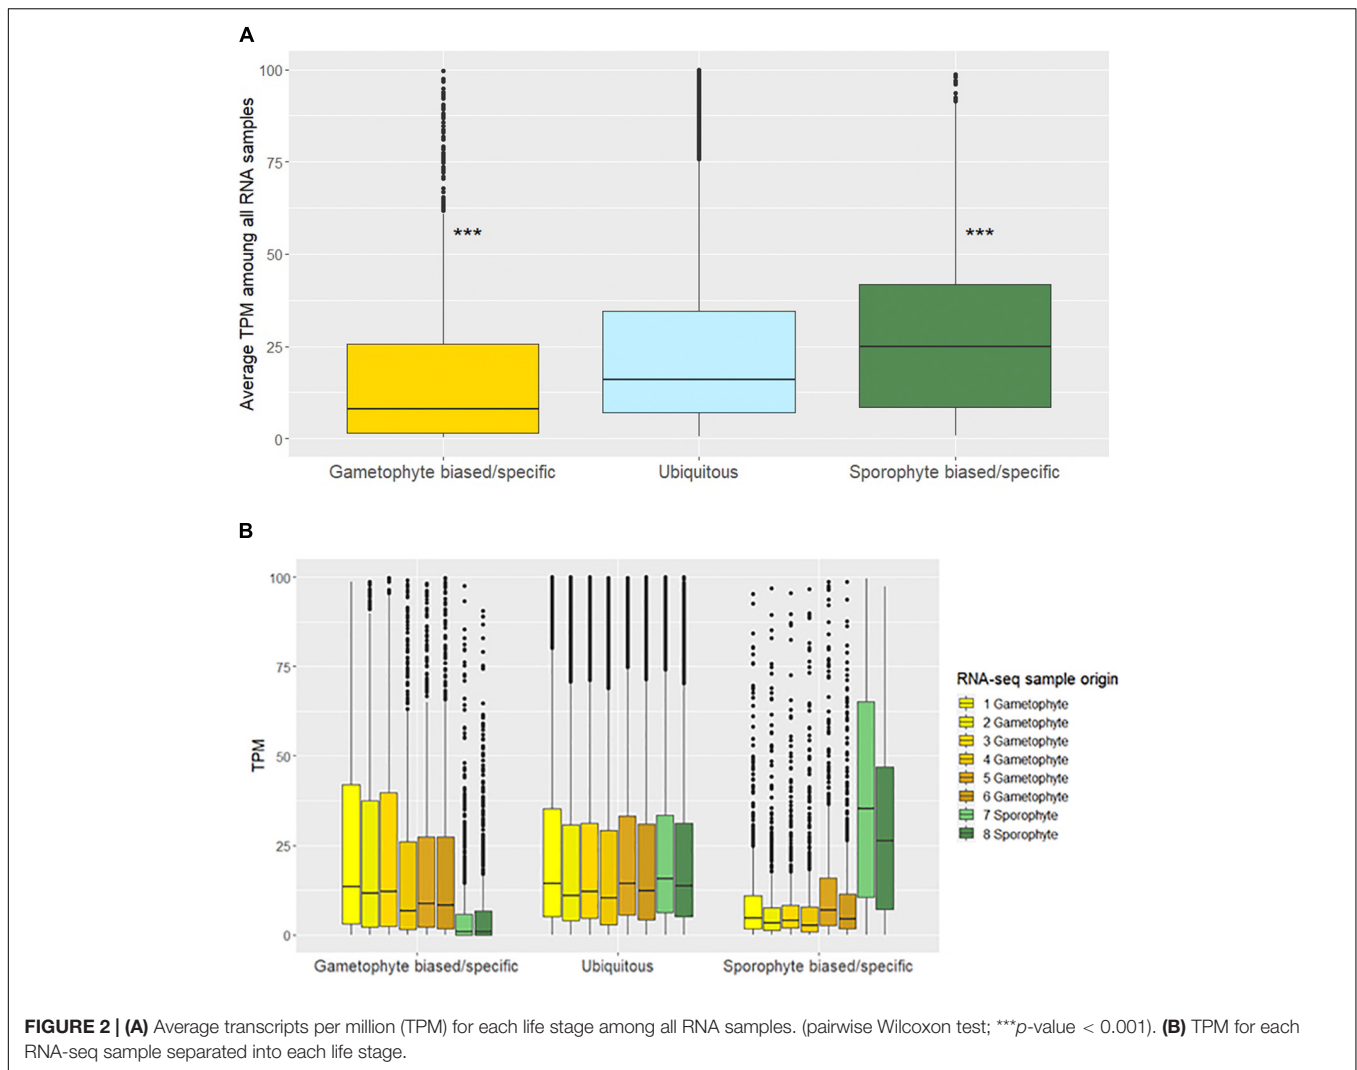 A
Average TPM amoung all RNA samples
100
75
50
25
0
***
***
Gametophyte biased/specific
Ubiquitous
Sporophyte biased/specific
B
TPM
100
75
50
25
0
Gametophyte biased/specific
Ubiquitous
Sporophyte biased/specific
RNA-seq sample origin
1 Gametophyte
2 Gametophyte
3 Gametophyte
4 Gametophyte
5 Gametophyte
6 Gametophyte
7 Sporophyte
8 Sporophyte
FIGURE 2 | (A) Average transcripts per million (TPM) for each life stage among all RNA samples. (pairwise Wilcoxon test; ***p-value < 0.001). (B) TPM for each
RNA-seq sample separated into each life stage.